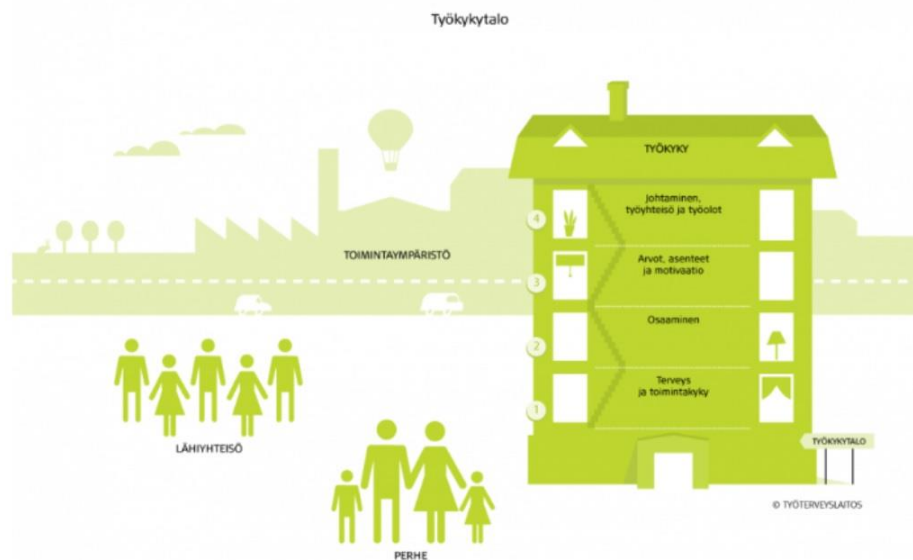 Työkykytalo
TYÖKYKY
4
Johtaminen,
työyhteisö ja työolot
TOIMINTAYMPÄRISTÖ
3
Arvot, asenteet
ja motivaatio
2
Osaaminen
1
Terveys
ja toimintakyky
LÄHIYHTEISÖ
TYÖKYKYTALO
© TYÖTERVEYSLAITOS
PERHE